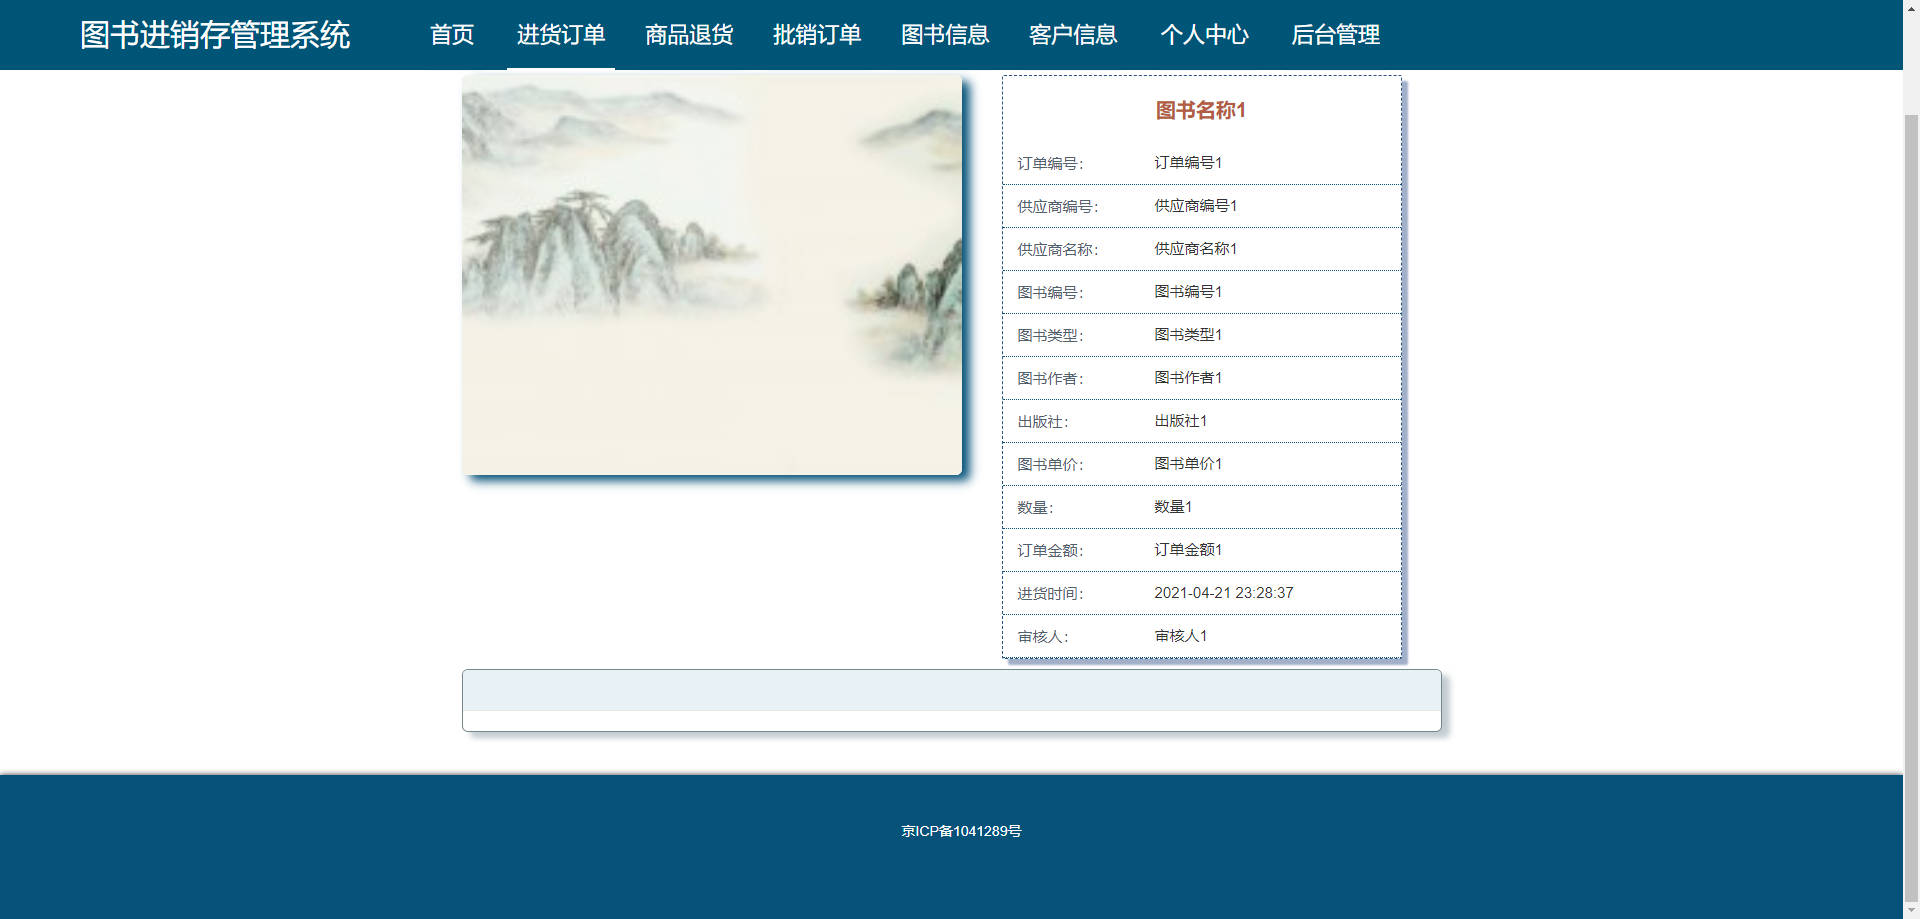 图书进销存管理系统 首页 进货订单 商品退货 批销订单 图书信息 客户信息 个人中心 后台管理
图书名称1
订单编号： 订单编号1
供应商编号： 供应商编号1
供应商名称： 供应商名称1
图书编号： 图书编号1
图书类型： 图书类型1
图书作者： 图书作者1
出版社： 出版社1
图书单价： 图书单价1
数量： 数量1
订单金额： 订单金额1
进货时间： 2021-04-21 23:28:37
审核人： 审核人1
京ICP备1041289号